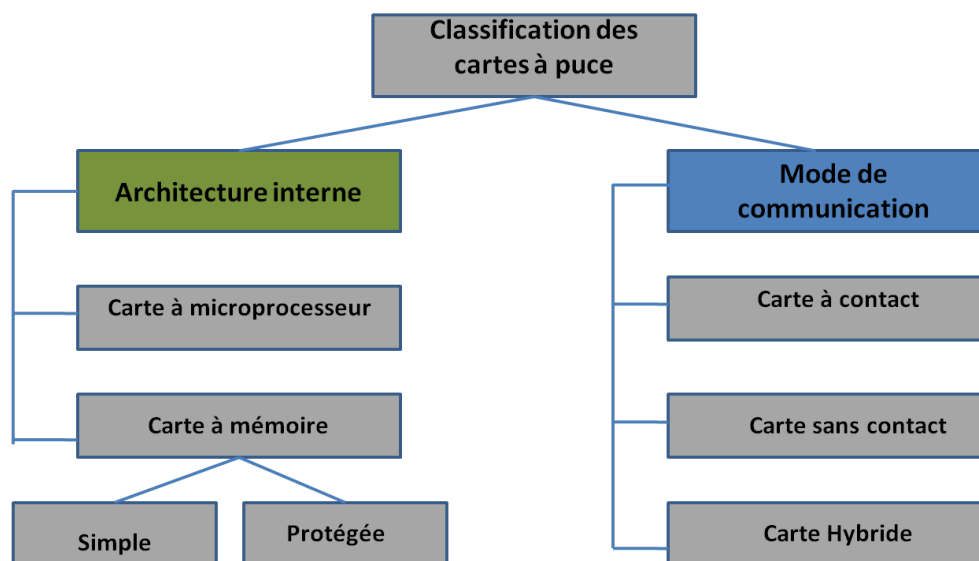 Classification des
cartes à puce
Architecture interne
Mode de
communication
Carte à microprocesseur
Carte à contact
Carte à mémoire
Carte sans contact
Simple
Protégée
Carte Hybride